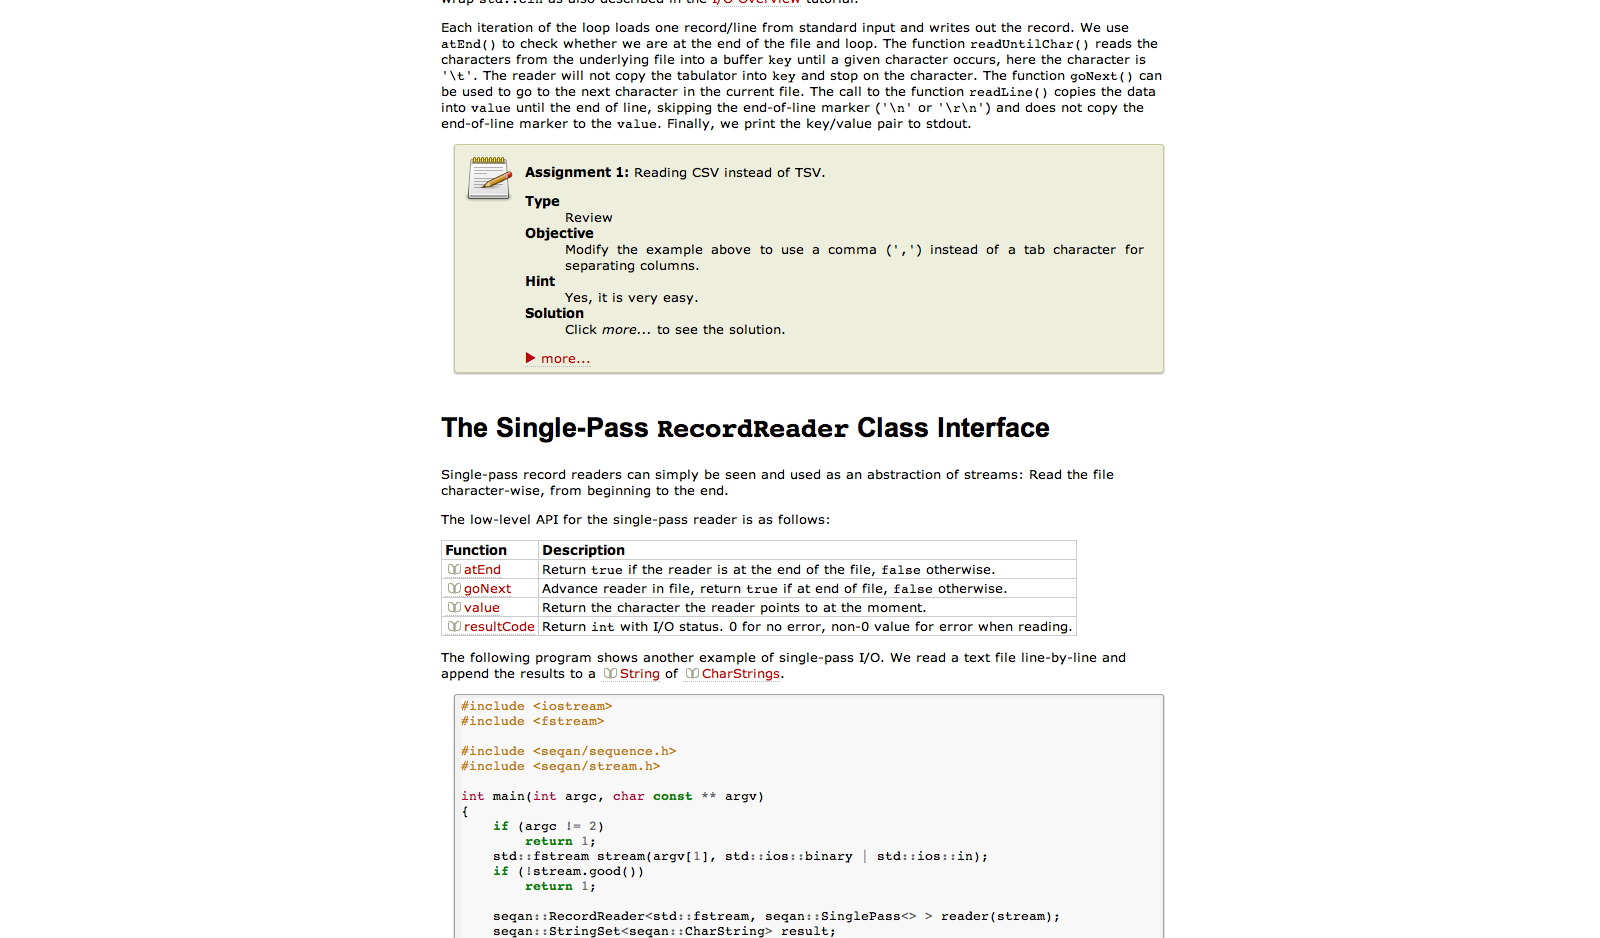 wrap std::cin as also described in the I/O Overview tutorial.
Each iteration of the loop loads one record/line from standard input and writes out the record. We use
atEnd() to check whether we are at the end of the file and loop. The function readUntilChar() reads the
characters from the underlying file into a buffer key until a given character occurs, here the character is
'\t'. The reader will not copy the tabulator into key and stop on the character. The function goNext() can
be used to go to the next character in the current file. The call to the function readLine() copies the data
into value until the end of line, skipping the end-of-line marker ('\n' or '\r\n') and does not copy the
end-of-line marker to the value. Finally, we print the key/value pair to stdout.
Assignment 1: Reading CSV instead of TSV.
Type
Review
Objective
Modify the example above to use a comma (',') instead of a tab character for
separating columns.
Hint
Yes, it is very easy.
Solution
Click more... to see the solution.
more...
The Single-Pass RecordReader Class Interface
Single-pass record readers can simply be seen and used as an abstraction of streams: Read the file
character-wise, from beginning to the end.
The low-level API for the single-pass reader is as follows:
Function Description
atEnd Return true if the reader is at the end of the file, false otherwise.
goNext Advance reader in file, return true if at end of file, false otherwise.
value Return the character the reader points to at the moment.
resultCode Return int with I/O status. 0 for no error, non-0 value for error when reading.
The following program shows another example of single-pass I/O. We read a text file line-by-line and
append the results to a String of CharStrings.
#include <iostream>
#include <fstream>
#include <seqan/sequence.h>
#include <seqan/stream.h>
int main(int argc, char const ** argv)
{
if (argc != 2)
return 1;
std::fstream stream(argv[1], std::ios::binary | std::ios::in);
if (!stream.good())
return 1;
seqan::RecordReader<std::fstream, seqan::SinglePass<> > reader(stream);
seqan::StringSet<seqan::CharString> result;